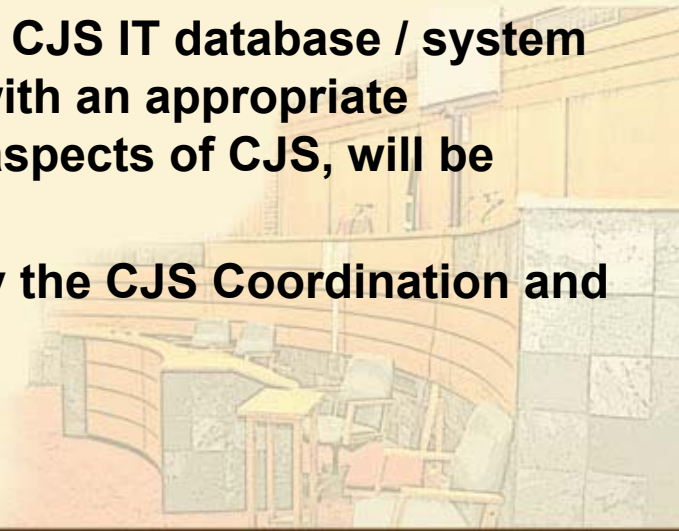 CJS IT database / system
with an appropriate
aspects of CJS, will be
the CJS Coordination and